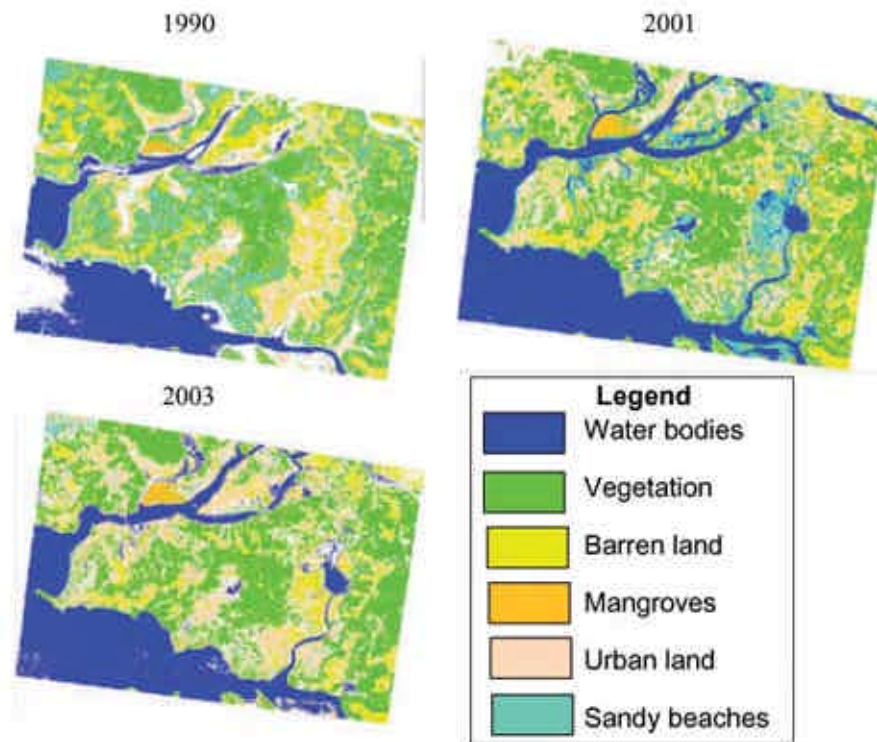 1990
2001
2003
Legend
Water bodies
Vegetation
Barren land
Mangroves
Urban land
Sandy beaches